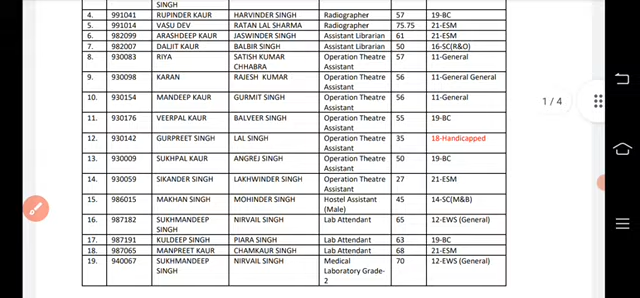 SINGH
4. 991041 RUPINDER KAUR HARVINDER SINGH Radiographer 57 19-BC
5. 991014 VASU DEV RATAN LAL SHARMA Radiographer 75.75 21-ESM
6. 982099 ARASHDEEP KAUR JASWINDER SINGH Assistant Librarian 61 21-ESM
7. 982007 DALJIT KAUR BALBIR SINGH Assistant Librarian 50 16-SC(R&O)
8. 930083 RIYA SATISH KUMAR Operation Theatre 57 11-General
CHHABRA Assistant
9. 930098 KARAN RAJESH KUMAR Operation Theatre 56 11-General General
Assistant
10. 930154 MANDEEP KAUR GURMIT SINGH Operation Theatre 56 11-General
Assistant
11. 930176 VEERPAL KAUR BALVEER SINGH Operation Theatre 55 19-BC
Assistant
12. 930142 GURPREET SINGH LAL SINGH Operation Theatre 35 18-Handicapped
Assistant
13. 930009 SUKHPAL KAUR ANGREJ SINGH Operation Theatre 50 19-BC
Assistant
14. 930059 SIKANDER SINGH LAKHWINDER SINGH Operation Theatre 27 21-ESM
Assistant
15. 986015 MAKHAN SINGH MOHINDER SINGH Hostel Assistant 45 14-SC(M&B)
(Male)
16. 987182 SUKHMANDEEP NIRVAIL SINGH Lab Attendant 65 12-EWS (General)
SINGH
17. 987191 KULDEEP SINGH PIARA SINGH Lab Attendant 63 19-BC
18. 987065 MANPREET KAUR CHAMKAUR SINGH Lab Attendant 68 21-ESM
19. 940067 SUKHMANDEEP NIRVAIL SINGH Medical 70 12-EWS (General)
SINGH Laboratory Grade-
2
1 / 4